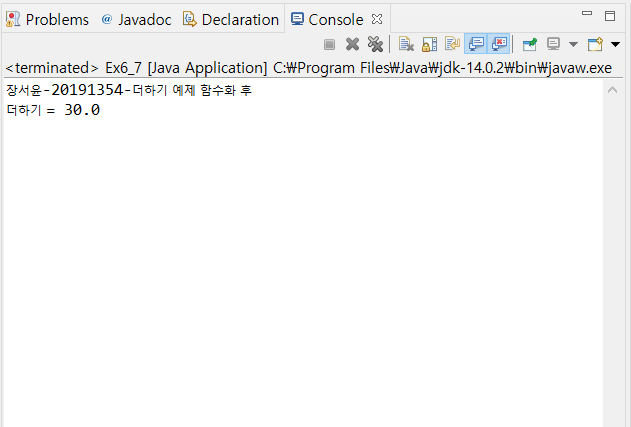 Problems @ Javadoc Declaration Console
<terminated> Ex6_7 [Java Application] C:₩Program Files₩Java₩jdk-14.0.2₩bin₩javaw.exe
장서윤-20191354-더하기 예제 함수화 후
더하기 = 30.0